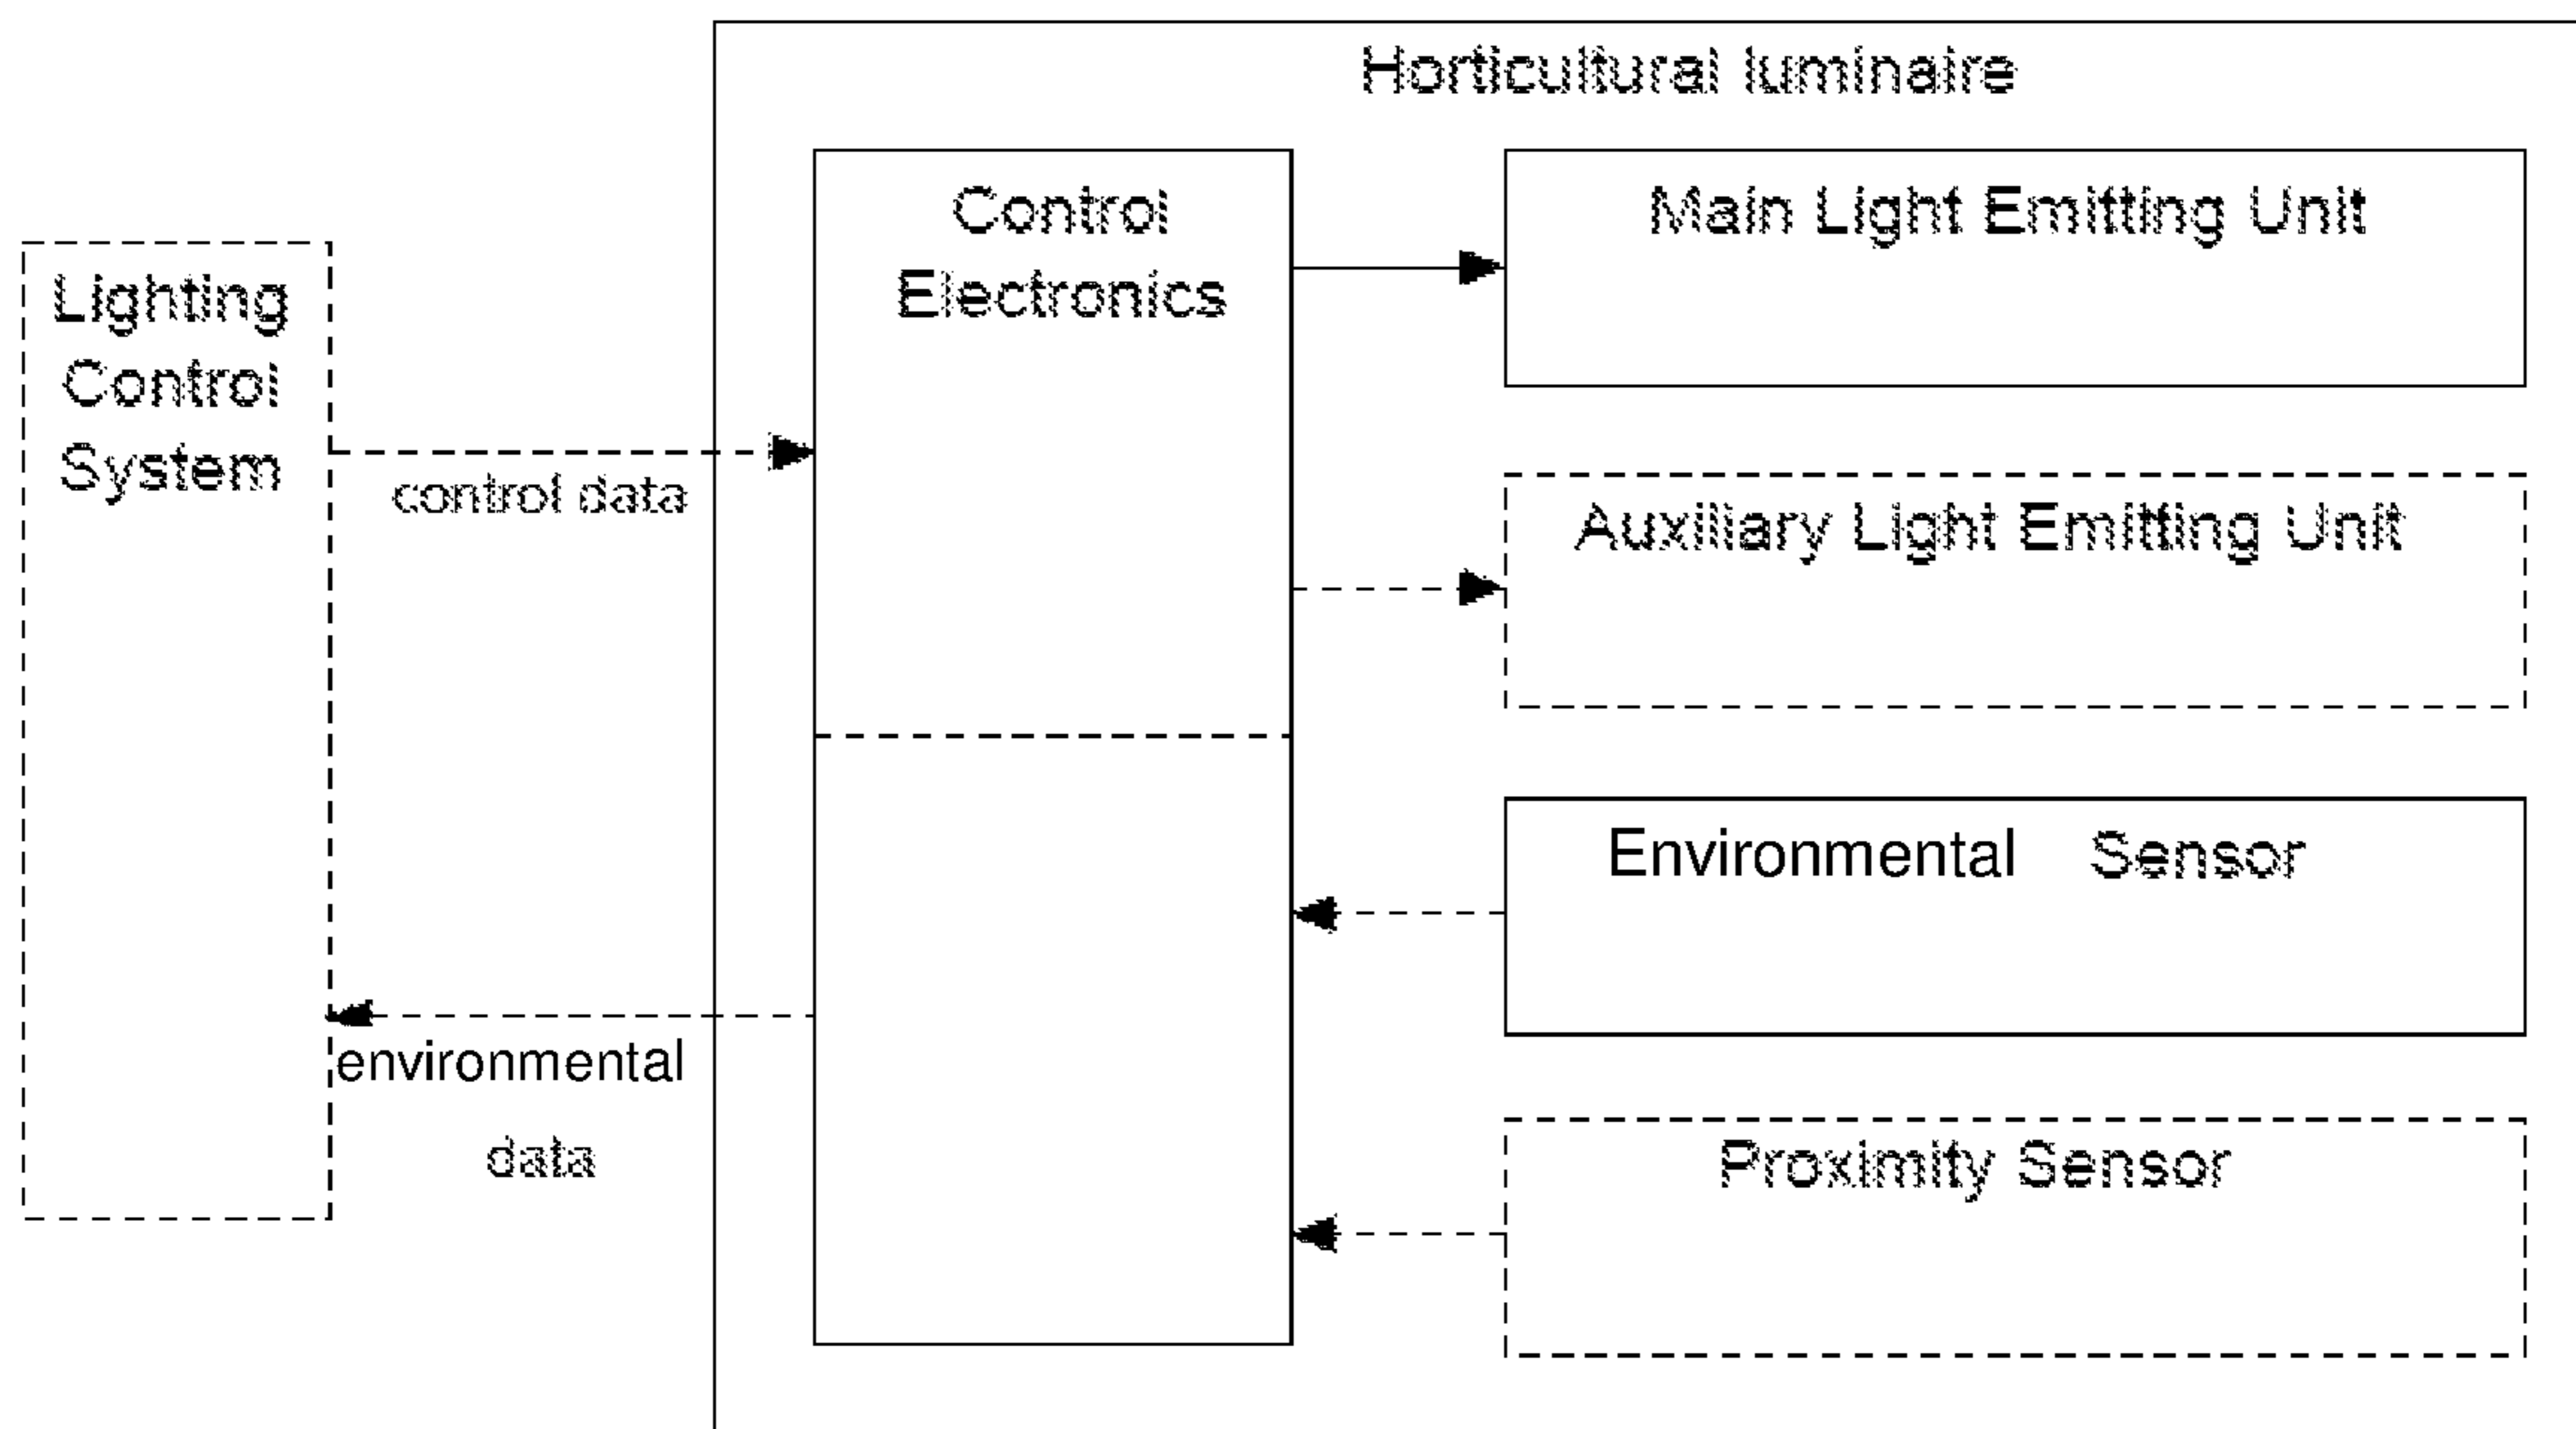 Horticultural luminaire
Control
Electronics
Main Light Emitting Unit
Lighting
Control
System
control data
Auxiliary Light Emitting Unit
Environmental Sensor
environmental
data
Proximity Sensor